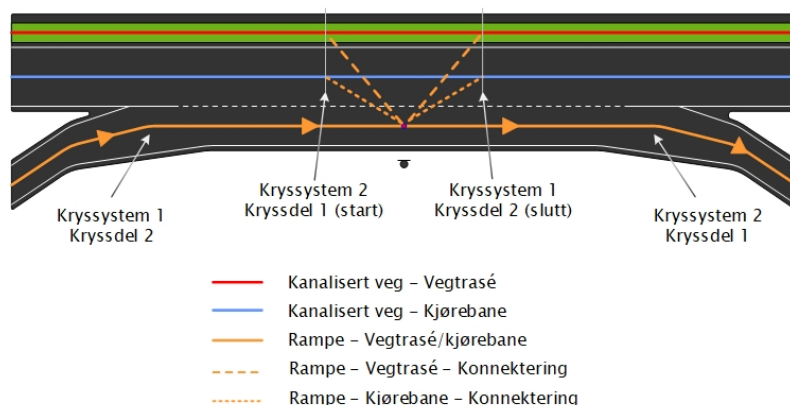 Kryssystem 2
Kryssdel 1 (start)
Kryssystem 1
Kryssdel 2 (slutt)
Kryssystem 1
Kryssdel 2
Kryssystem 2
Kryssdel 1
Kanalisert veg – Vegtrasé
Kanalisert veg – Kjørebane
Rampe – Vegtrasé/kjørebane
Rampe – Vegtrasé – Konnektering
Rampe – Kjørebane – Konnektering